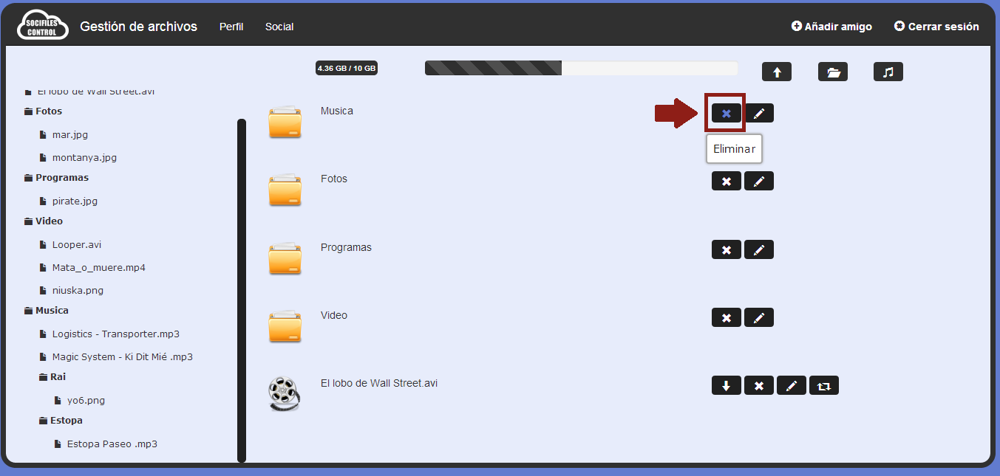 SOCIFILES
CONTROL
Gestión de archivos
Perfil
Social
Añadir amigo
Cerrar sesión
4.36 GB / 10 GB
El lobo de Wall Street.avi
Fotos
mar.jpg
montanya.jpg
Programas
pirate.jpg
Video
Looper.avi
Mata_o_muere.mp4
niuska.png
Musica
Logistics - Transporter.mp3
Magic System - Ki Dit Mié .mp3
Rai
yo6.png
Estopa
Estopa Paseo .mp3
Musica
Eliminar
Fotos
Programas
Video
El lobo de Wall Street.avi